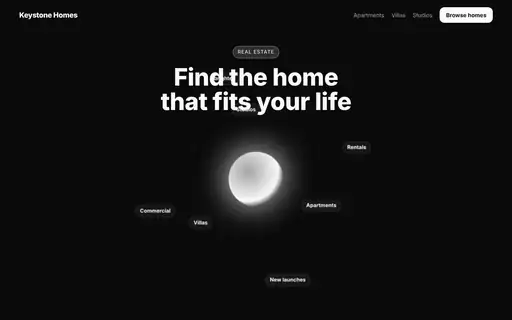 Keystone Homes
Apartments
Villas
Studios
Browse homes
REAL ESTATE
Find the home
that fits your life
Rentals
Apartments
Commercial
Villas
New launches